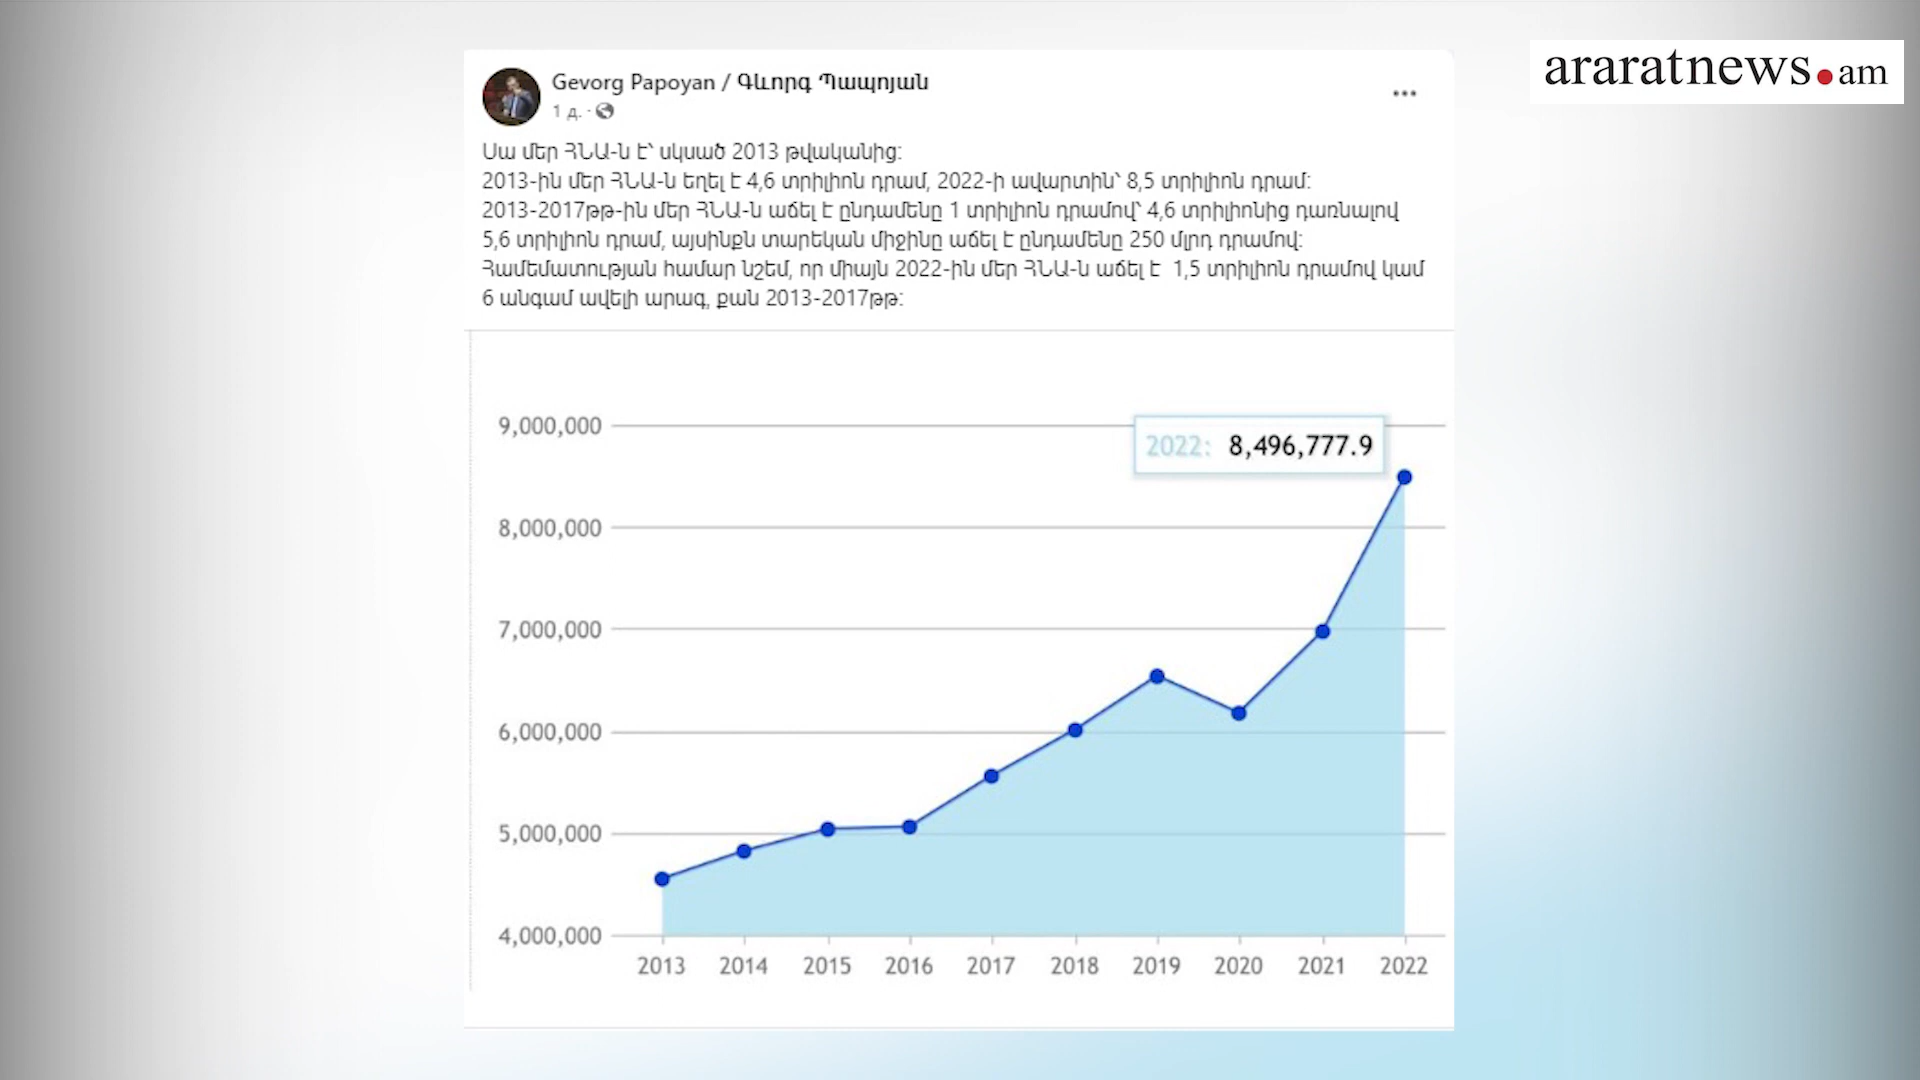 araratnews.am
Gevorg Papoyan / Գևորգ Պապոյան
1 д. ·
Սա մեր ՀՆԱ-ն է՝ սկսած 2013 թվականից:
2013-ին մեր ՀՆԱ-ն եղել է 4,6 տրիլիոն դրամ, 2022-ի ավարտին՝ 8,5 տրիլիոն դրամ:
2013-2017թթ-ին մեր ՀՆԱ-ն աճել է ընդամենը 1 տրիլիոն դրամով՝ 4,6 տրիլիոնից դառնալով
5,6 տրիլիոն դրամ, այսինքն տարեկան միջինը աճել է ընդամենը 250 մլրդ դրամով:
Համեմատության համար նշեմ, որ միայն 2022-ին մեր ՀՆԱ-ն աճել է 1,5 տրիլիոն դրամով կամ
6 անգամ ավելի արագ, քան 2013-2017թթ:
9,000,000
2022: 8,496,777.9
8,000,000
7,000,000
6,000,000
5,000,000
4,000,000
2013 2014 2015 2016 2017 2018 2019 2020 2021 2022